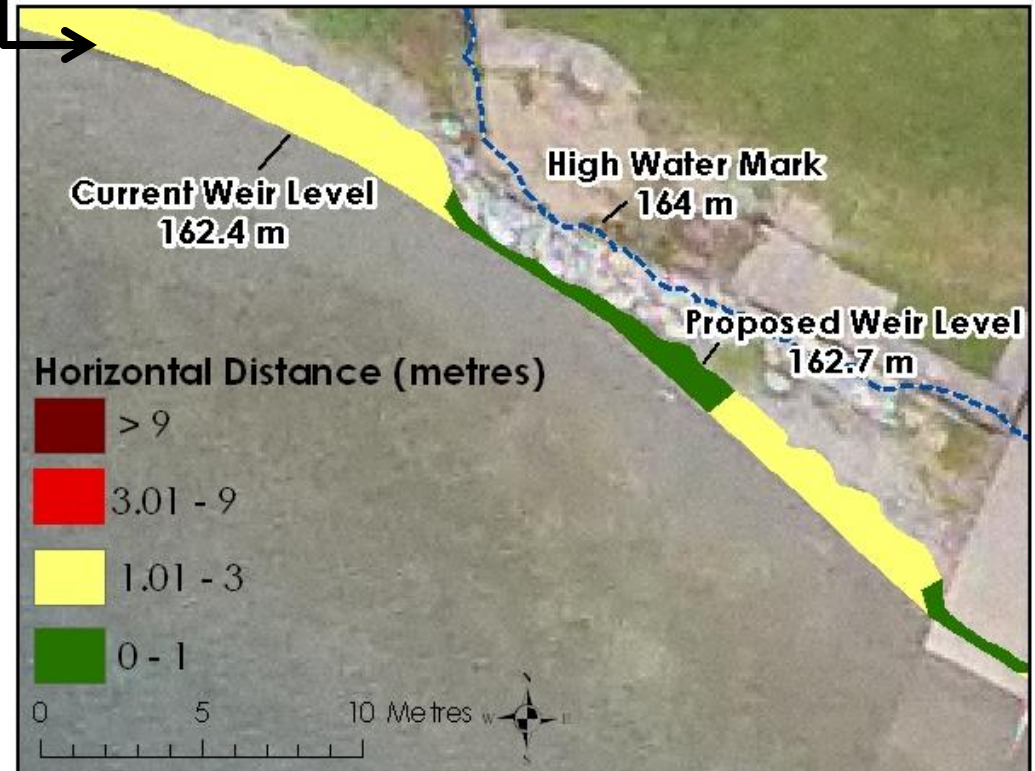 High Water Mark
164 m
Current Weir Level
162.4 m
Proposed Weir Level
162.7 m
Horizontal Distance (metres)
> 9
3.01 - 9
1.01 - 3
0 - 1
0 5 10 Metres
W E